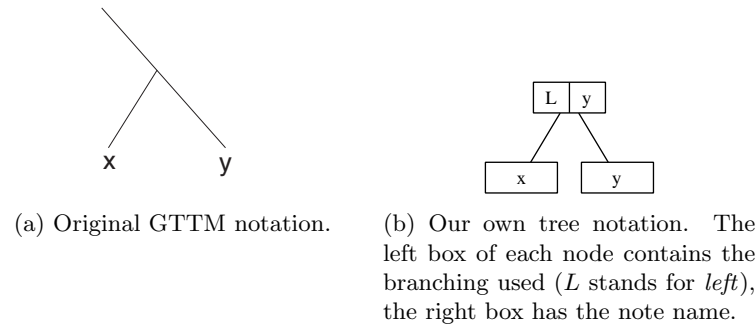 x y
(a) Original GTTM notation.
L y
x y
(b) Our own tree notation. The
left box of each node contains the
branching used (L stands for left),
the right box has the note name.